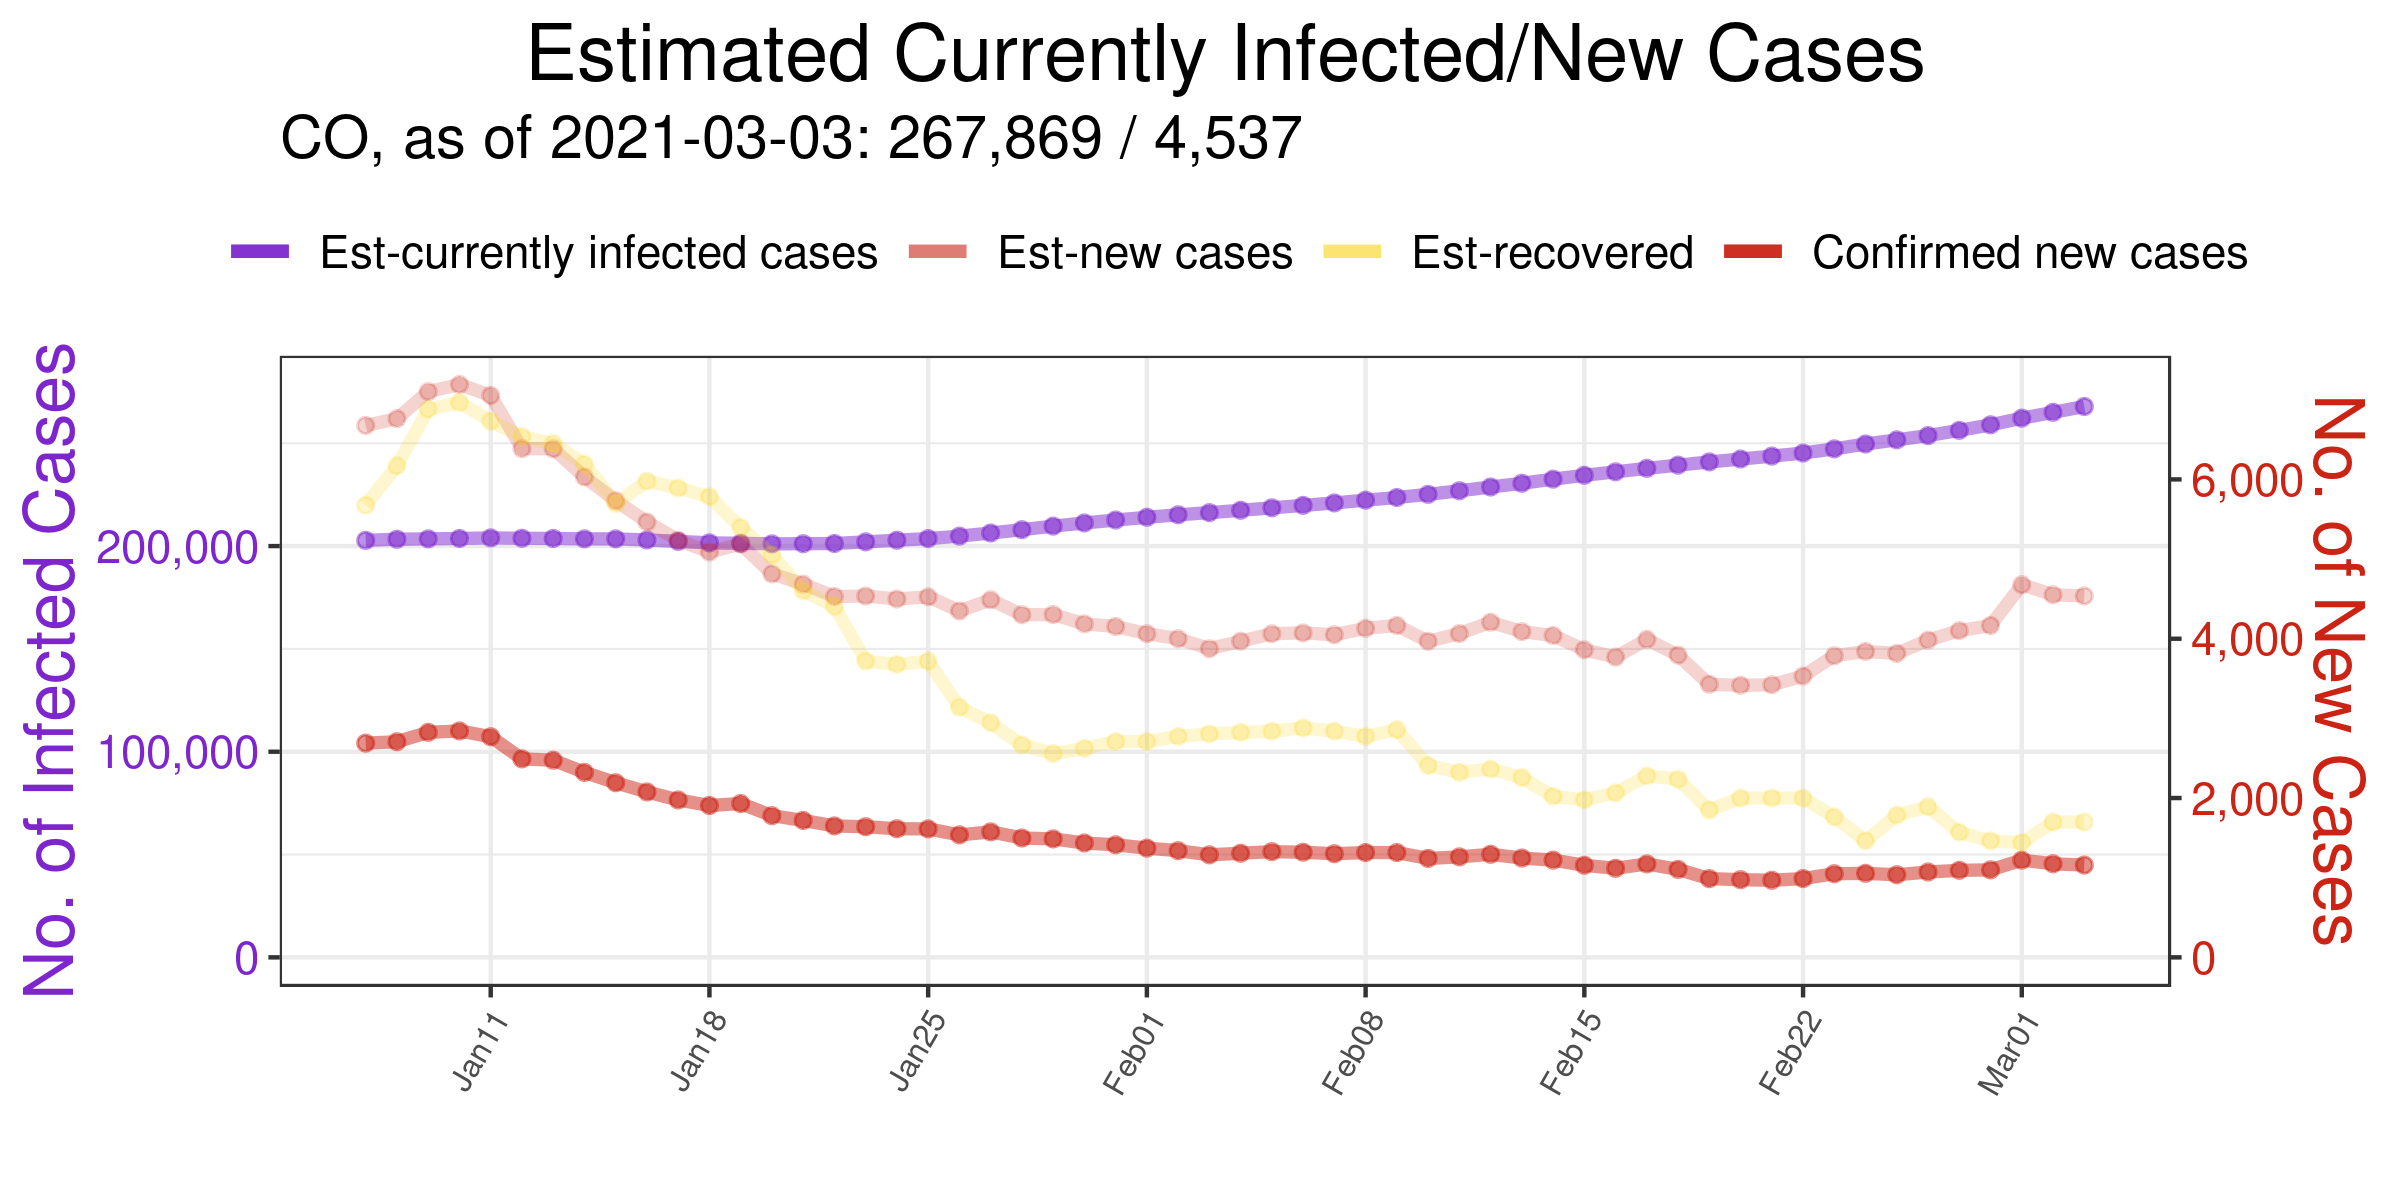 Estimated Currently Infected/New Cases
CO, as of 2021-03-03: 267,869 / 4,537
Est-currently infected cases Est-new cases Est-recovered Confirmed new cases
No. of Infected Cases
200,000
100,000
0
6,000
4,000
2,000
0
No. of New Cases
Jan11 Jan18 Jan25 Feb01 Feb08 Feb15 Feb22 Mar01